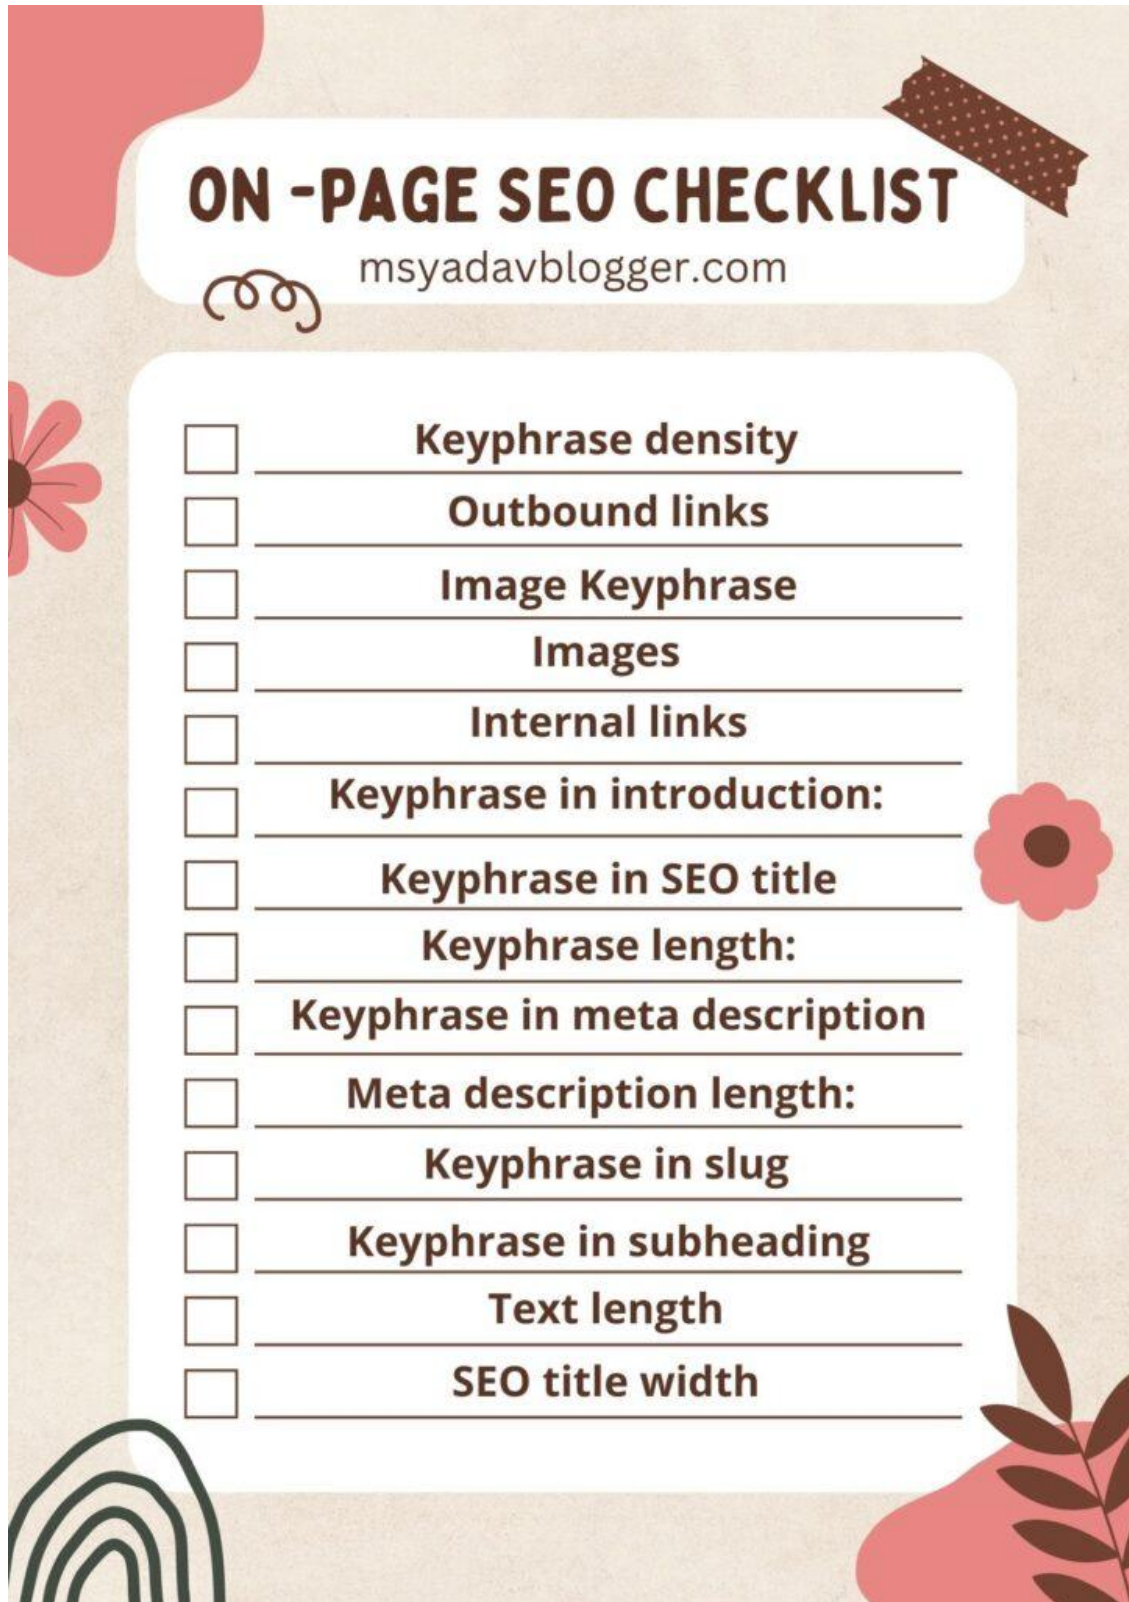 ON -PAGE SEO CHECKLIST
msyadavblogger.com
Keyphrase density
Outbound links
Image Keyphrase
Images
Internal links
Keyphrase in introduction:
Keyphrase in SEO title
Keyphrase length:
Keyphrase in meta description
Meta description length:
Keyphrase in slug
Keyphrase in subheading
Text length
SEO title width